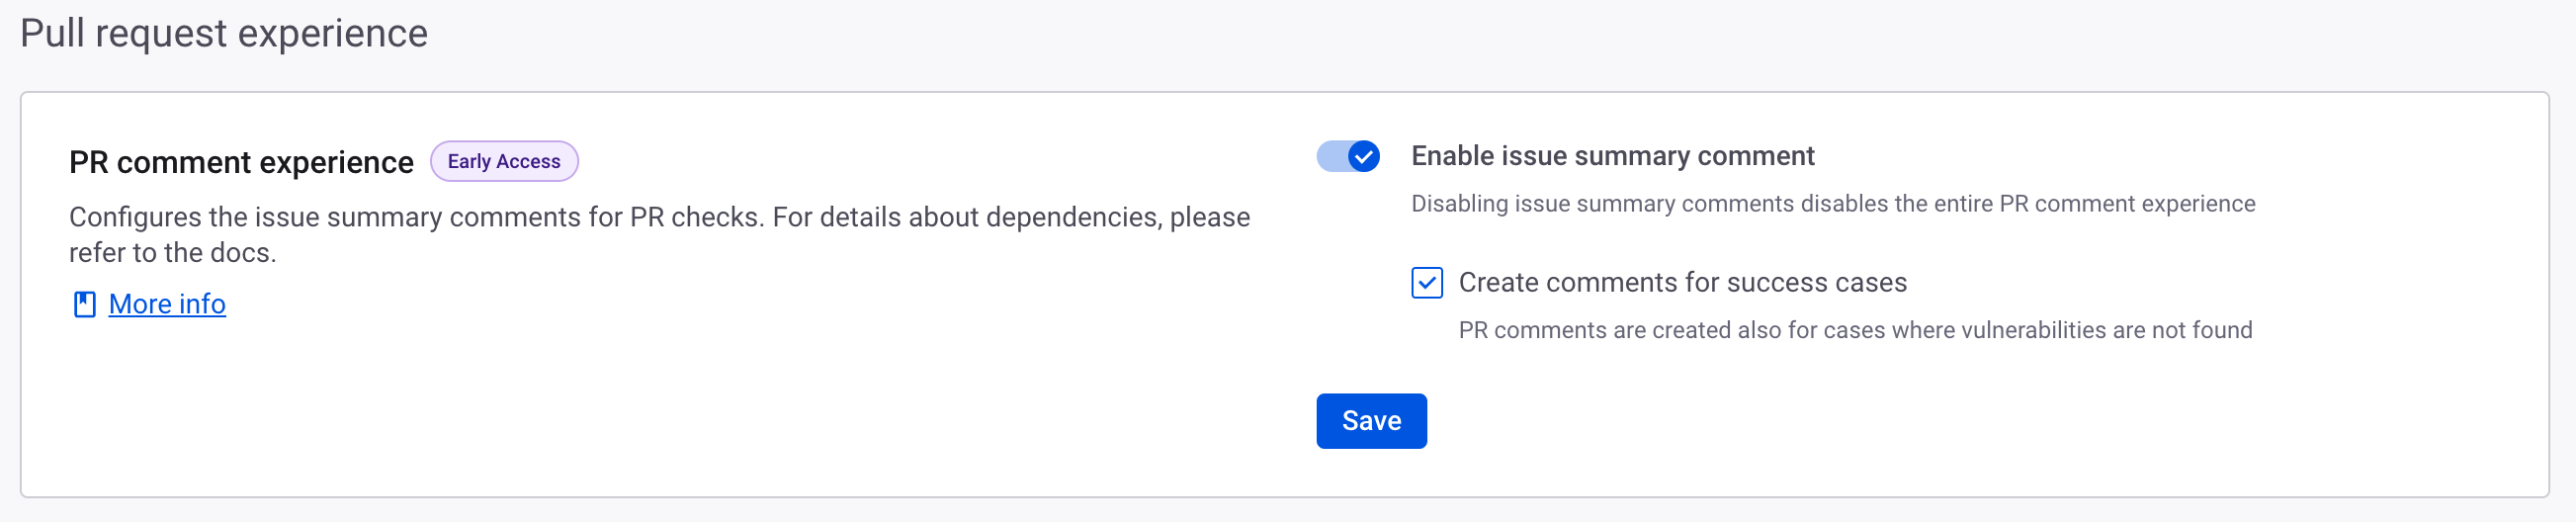 Pull request experience
PR comment experience
Early Access
Configures the issue summary comments for PR checks. For details about dependencies, please
refer to the docs.
More info
Enable issue summary comment
Disabling issue summary comments disables the entire PR comment experience
Create comments for success cases
PR comments are created also for cases where vulnerabilities are not found
Save